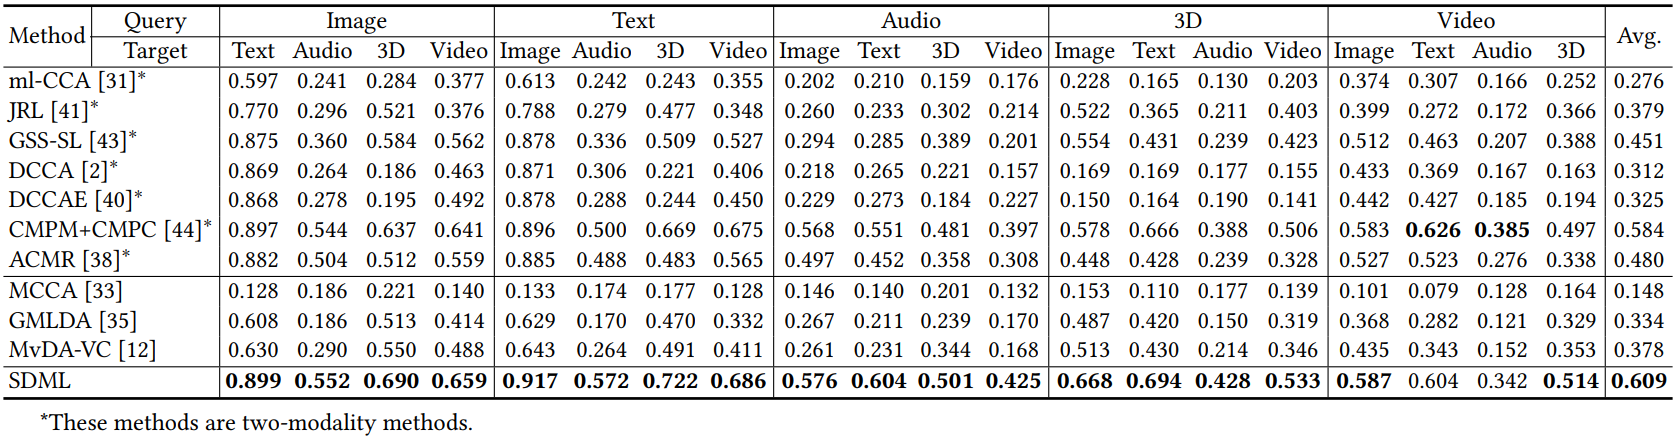 Method Query Image Text Audio 3D Video Avg.
Target Text Audio 3D Video Image Audio 3D Video Image Text 3D Video Image Text Audio Video Image Text Audio 3D
ml-CCA [31]* 0.597 0.241 0.284 0.377 0.613 0.242 0.243 0.355 0.202 0.210 0.159 0.176 0.228 0.165 0.130 0.203 0.374 0.307 0.166 0.252 0.276
JRL [41]* 0.770 0.296 0.521 0.376 0.788 0.279 0.477 0.348 0.260 0.233 0.302 0.214 0.522 0.365 0.211 0.403 0.399 0.272 0.172 0.366 0.379
GSS-SL [43]* 0.875 0.360 0.584 0.562 0.878 0.336 0.509 0.527 0.294 0.285 0.389 0.201 0.554 0.431 0.239 0.423 0.512 0.463 0.207 0.388 0.451
DCCA [2]* 0.869 0.264 0.186 0.463 0.871 0.306 0.221 0.406 0.218 0.265 0.221 0.157 0.169 0.169 0.177 0.155 0.433 0.369 0.167 0.163 0.312
DCCAE [40]* 0.868 0.278 0.195 0.492 0.878 0.288 0.244 0.450 0.229 0.273 0.184 0.227 0.150 0.164 0.190 0.141 0.442 0.427 0.185 0.194 0.325
CMPM+CMPC [44]* 0.897 0.544 0.637 0.641 0.896 0.500 0.669 0.675 0.568 0.551 0.481 0.397 0.578 0.666 0.388 0.506 0.583 0.626 0.385 0.497 0.584
ACMR [38]* 0.882 0.504 0.512 0.559 0.885 0.488 0.483 0.565 0.497 0.452 0.358 0.308 0.448 0.428 0.239 0.328 0.527 0.523 0.276 0.338 0.480
MCCA [33] 0.128 0.186 0.221 0.140 0.133 0.174 0.177 0.128 0.146 0.140 0.201 0.132 0.153 0.110 0.177 0.139 0.101 0.079 0.128 0.164 0.148
GMLDA [35] 0.608 0.186 0.513 0.414 0.629 0.170 0.470 0.332 0.267 0.211 0.239 0.170 0.487 0.420 0.150 0.319 0.368 0.282 0.121 0.329 0.334
MvDA-VC [12] 0.630 0.290 0.550 0.488 0.643 0.264 0.491 0.411 0.261 0.231 0.344 0.168 0.513 0.430 0.214 0.346 0.435 0.343 0.152 0.353 0.378
SDML 0.899 0.552 0.690 0.659 0.917 0.572 0.722 0.686 0.576 0.604 0.501 0.425 0.668 0.694 0.428 0.533 0.587 0.604 0.342 0.514 0.609
*These methods are two-modality methods.